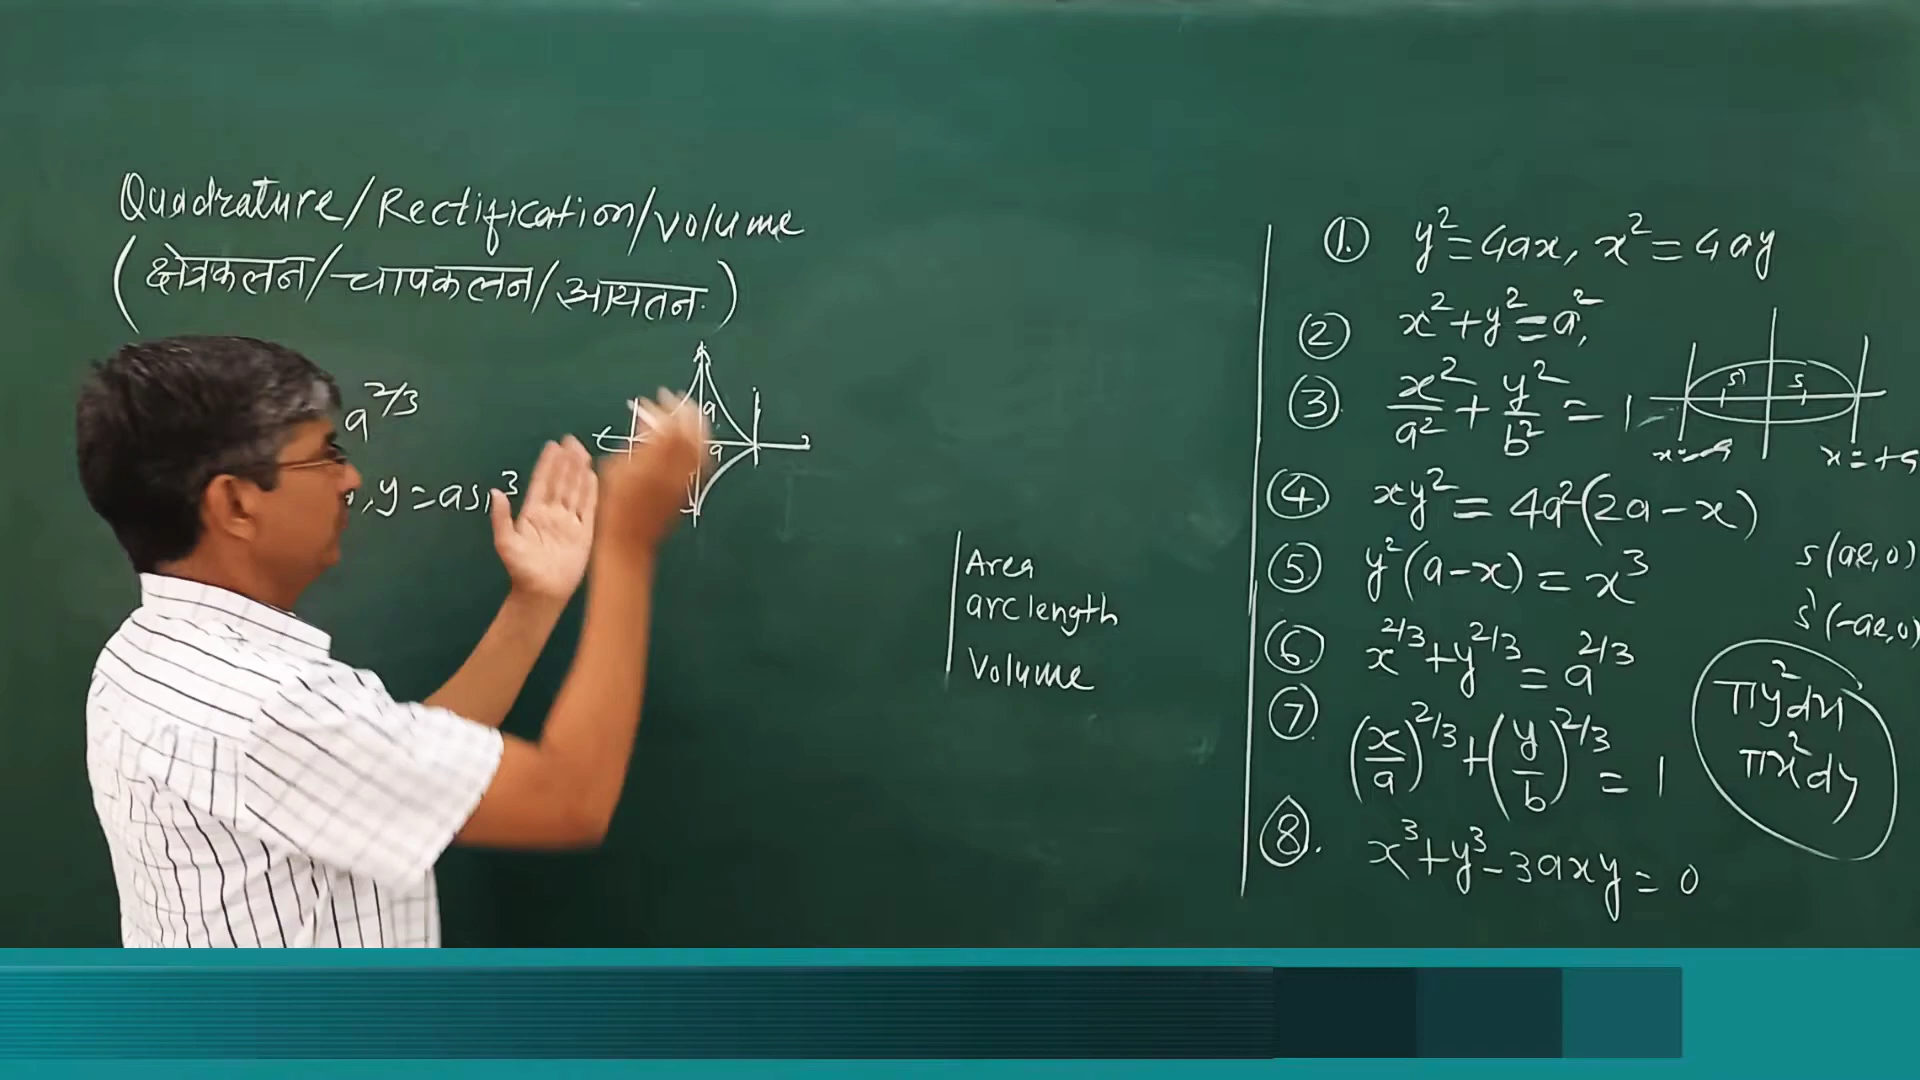 Quadrature/Rectification/volume
(क्षेत्रकलन/चापकलन/आयतन)
a^2/3
, y = a sin^3
a
a
Area
arc length
Volume
①. y² = 4ax, x² = 4ay
② x² + y² = a²,
③ x²/a² + y²/b² = 1
s' s
x = -a x = +a
④. xy² = 4a²(2a - x)
⑤. y²(a - x) = x³
s(ae, 0)
s'(-ae, 0)
⑥. x^2/3 + y^2/3 = a^2/3
⑦ (x/a)^2/3 + (y/b)^2/3 = 1
πy²dx
πx²dy
⑧. x³ + y³ - 3axy = 0